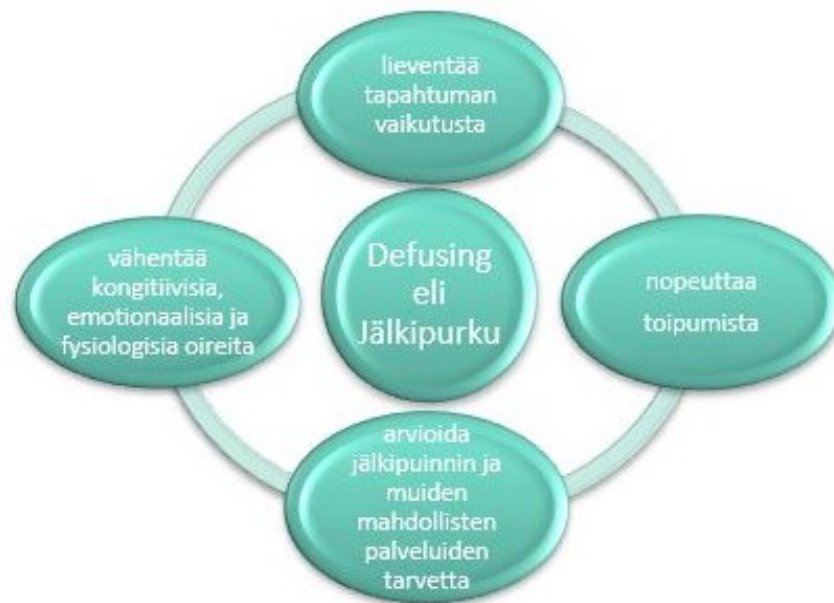 lieventää
tapahtuman
vaikutusta
vähentää
kongitiivisia,
emotionaalisia ja
fysiologisia oireita
Defusing
eli
Jälkipurku
nopeuttaa
toipumista
arvioida
jälkipuinnin ja
muiden
mahdollisten
palveluiden
tarvetta